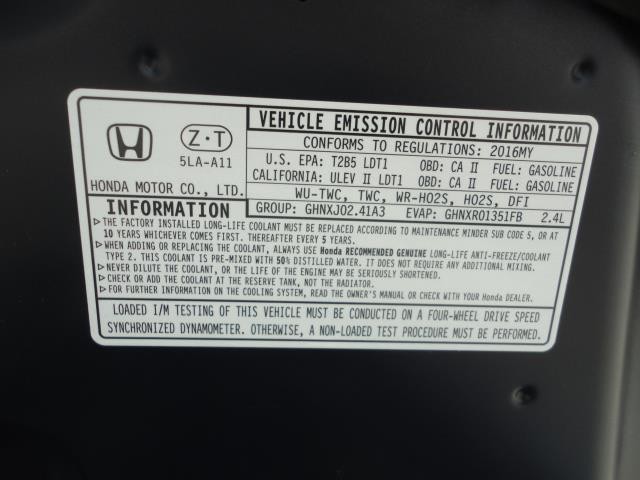 Z·T
5LA-A11
HONDA MOTOR CO., LTD.
VEHICLE EMISSION CONTROL INFORMATION
CONFORMS TO REGULATIONS: 2016MY
U.S. EPA: T2B5 LDT1 OBD: CA II FUEL: GASOLINE
CALIFORNIA: ULEV II LDT1 OBD: CA II FUEL: GASOLINE
WU-TWC, TWC, WR-HO2S, HO2S, DFI
GROUP: GHNXJ02.41A3 EVAP: GHNXR01351FB 2.4L
INFORMATION
▶THE FACTORY INSTALLED LONG-LIFE COOLANT MUST BE REPLACED ACCORDING TO MAINTENANCE MINDER SUB CODE 5, OR AT
10 YEARS WHICHEVER COMES FIRST. THEREAFTER EVERY 5 YEARS.
▶WHEN ADDING OR REPLACING THE COOLANT, ALWAYS USE Honda RECOMMENDED GENUINE LONG-LIFE ANTI-FREEZE/COOLANT
TYPE 2. THIS COOLANT IS PRE-MIXED WITH 50% DISTILLED WATER. IT DOES NOT REQUIRE ANY ADDITIONAL MIXING.
▶NEVER DILUTE THE COOLANT, OR THE LIFE OF THE ENGINE MAY BE SERIOUSLY SHORTENED.
▶CHECK OR ADD THE COOLANT AT THE RESERVE TANK, NOT THE RADIATOR.
▶FOR FURTHER INFORMATION ON THE COOLING SYSTEM, READ THE OWNER'S MANUAL OR CHECK WITH YOUR Honda DEALER.
LOADED I/M TESTING OF THIS VEHICLE MUST BE CONDUCTED ON A FOUR-WHEEL DRIVE SPEED
SYNCHRONIZED DYNAMOMETER. OTHERWISE, A NON-LOADED TEST PROCEDURE MUST BE PERFORMED.